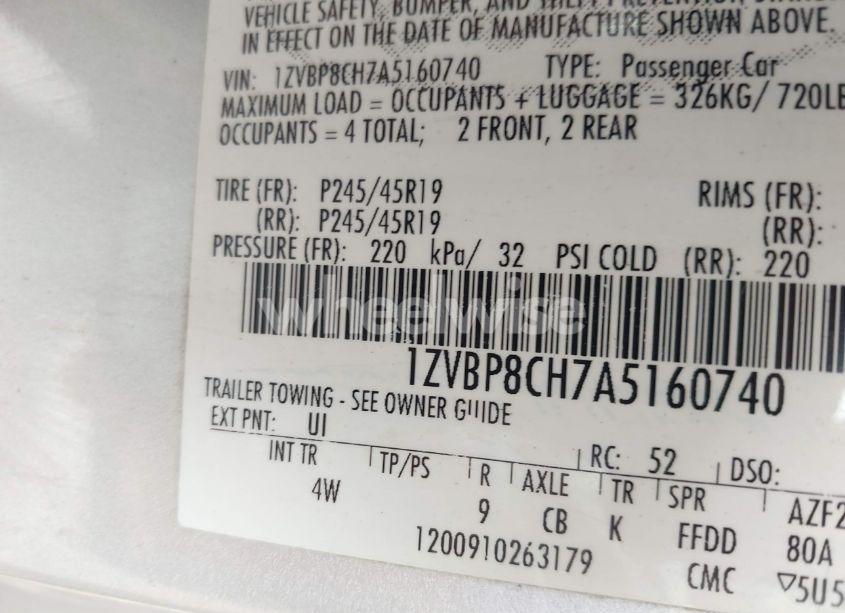 VEHICLE SAFETY, BUMPER, AND THEFT PREVENTION
IN EFFECT ON THE DATE OF MANUFACTURE SHOWN ABOVE.
VIN: 1ZVBP8CH7A5160740 TYPE: Passenger Car
MAXIMUM LOAD = OCCUPANTS + LUGGAGE = 326KG/ 720LB
OCCUPANTS = 4 TOTAL; 2 FRONT, 2 REAR
TIRE (FR): P245/45R19 RIMS (FR):
(RR): P245/45R19 (RR):
PRESSURE (FR): 220 kPa/ 32 PSI COLD (RR): 220
wheelwise
1ZVBP8CH7A5160740
TRAILER TOWING - SEE OWNER GUIDE
EXT PNT: UI RC: 52 DSO:
INT TR TP/PS R AXLE TR SPR AZF2
4W 9 CB K FFDD 80A
1200910263179 CMC ▽5U5